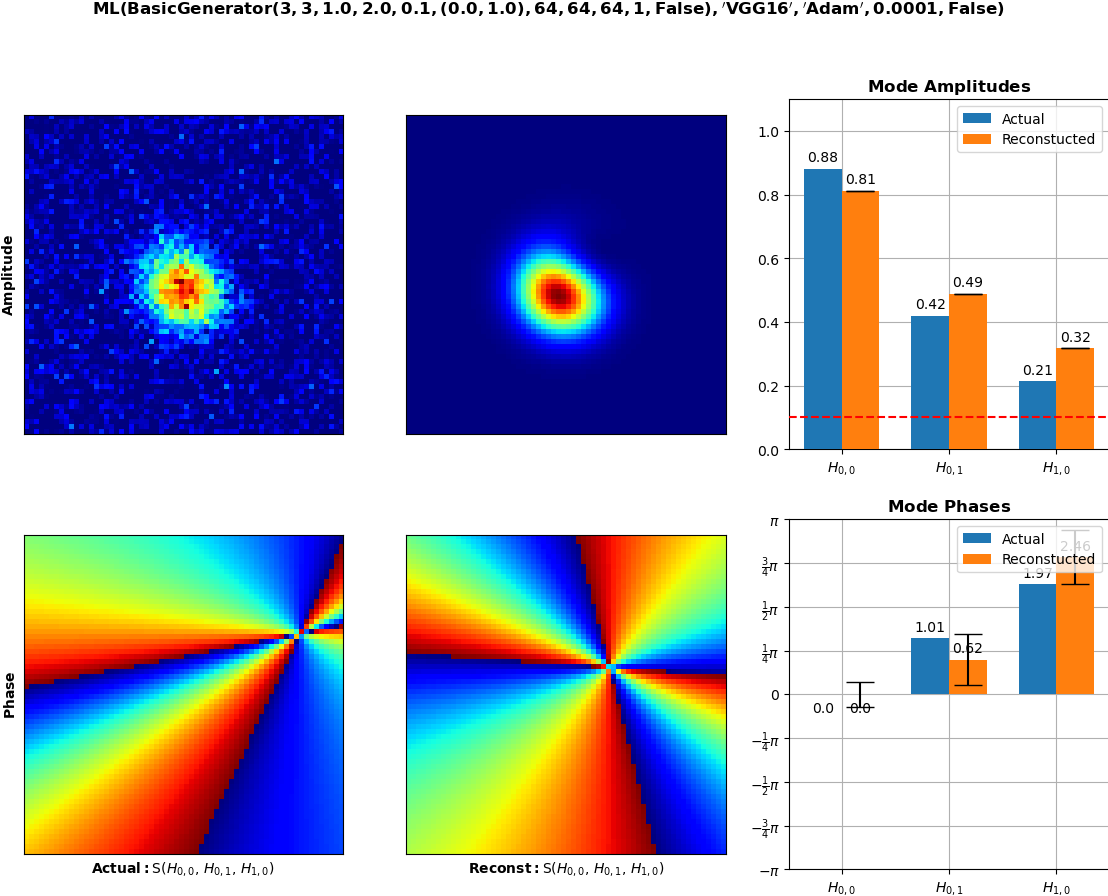 ML(BasicGenerator(3, 3, 1.0, 2.0, 0.1, (0.0, 1.0), 64, 64, 64, 1, False), ′VGG16′, ′Adam′, 0.0001, False)
Amplitude
Mode Amplitudes
Actual
Reconstucted
1.0
0.8
0.6
0.4
0.2
0.0
0.88
0.81
0.42
0.49
0.21
0.32
H0,0
H0,1
H1,0
Phase
Actual: S(H0,0, H0,1, H1,0)
Reconst: S(H0,0, H0,1, H1,0)
Mode Phases
Actual
Reconstucted
π
3/4π
1/2π
1/4π
0
−1/4π
−1/2π
−3/4π
−π
0.0
0.0
1.01
0.62
1.97
2.46
H0,0
H0,1
H1,0